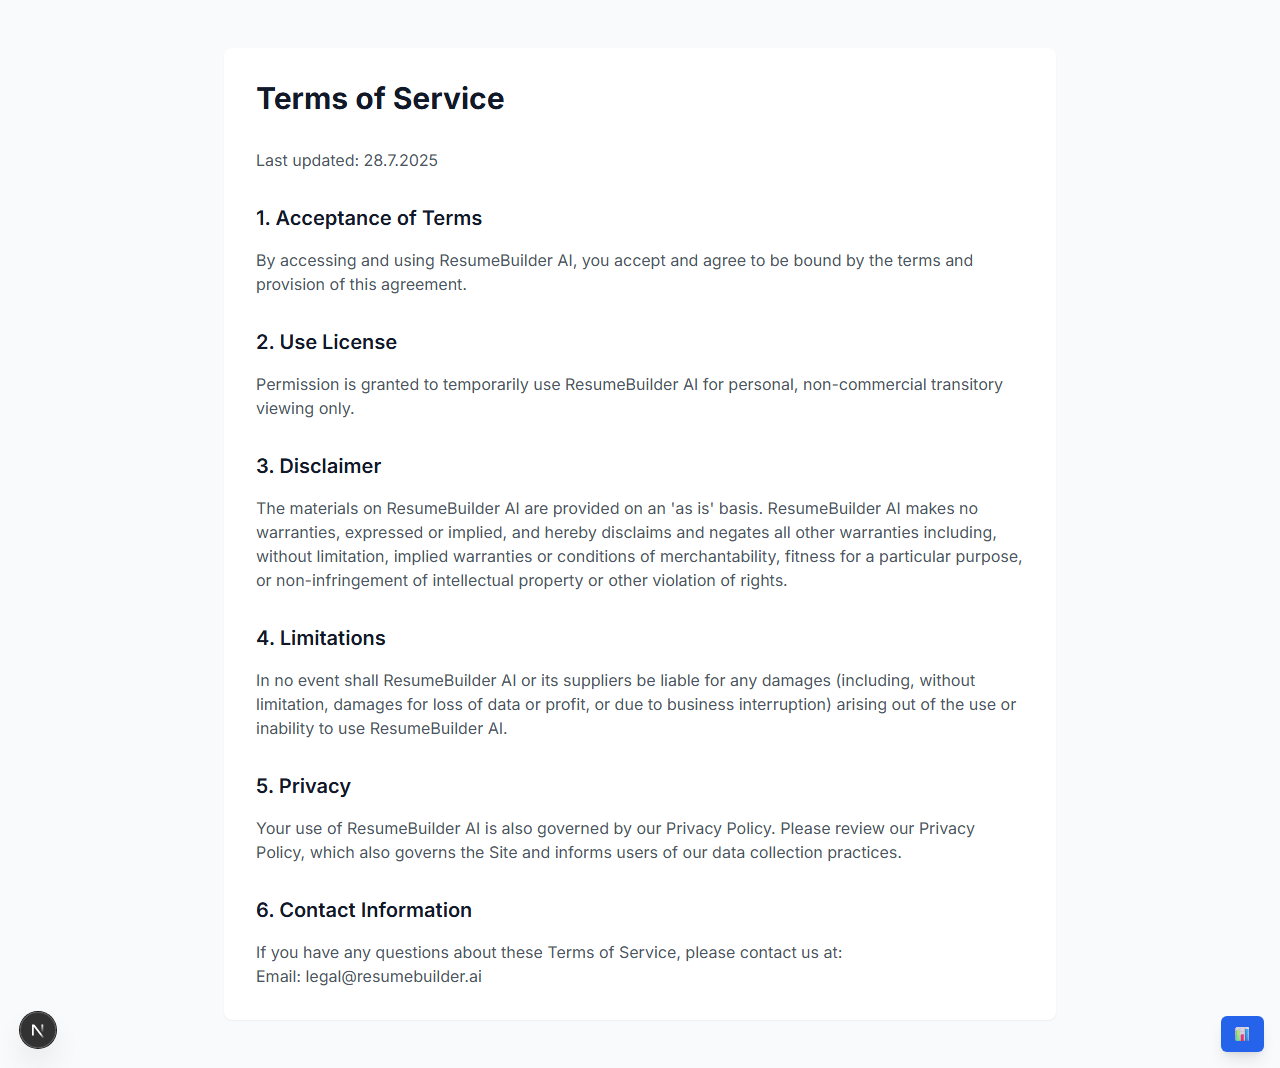 Terms of Service
Last updated: 28.7.2025
1. Acceptance of Terms
By accessing and using ResumeBuilder AI, you accept and agree to be bound by the terms and
provision of this agreement.
2. Use License
Permission is granted to temporarily use ResumeBuilder AI for personal, non-commercial transitory
viewing only.
3. Disclaimer
The materials on ResumeBuilder AI are provided on an 'as is' basis. ResumeBuilder AI makes no
warranties, expressed or implied, and hereby disclaims and negates all other warranties including,
without limitation, implied warranties or conditions of merchantability, fitness for a particular purpose,
or non-infringement of intellectual property or other violation of rights.
4. Limitations
In no event shall ResumeBuilder AI or its suppliers be liable for any damages (including, without
limitation, damages for loss of data or profit, or due to business interruption) arising out of the use or
inability to use ResumeBuilder AI.
5. Privacy
Your use of ResumeBuilder AI is also governed by our Privacy Policy. Please review our Privacy
Policy, which also governs the Site and informs users of our data collection practices.
6. Contact Information
If you have any questions about these Terms of Service, please contact us at:
Email: legal@resumebuilder.ai
N